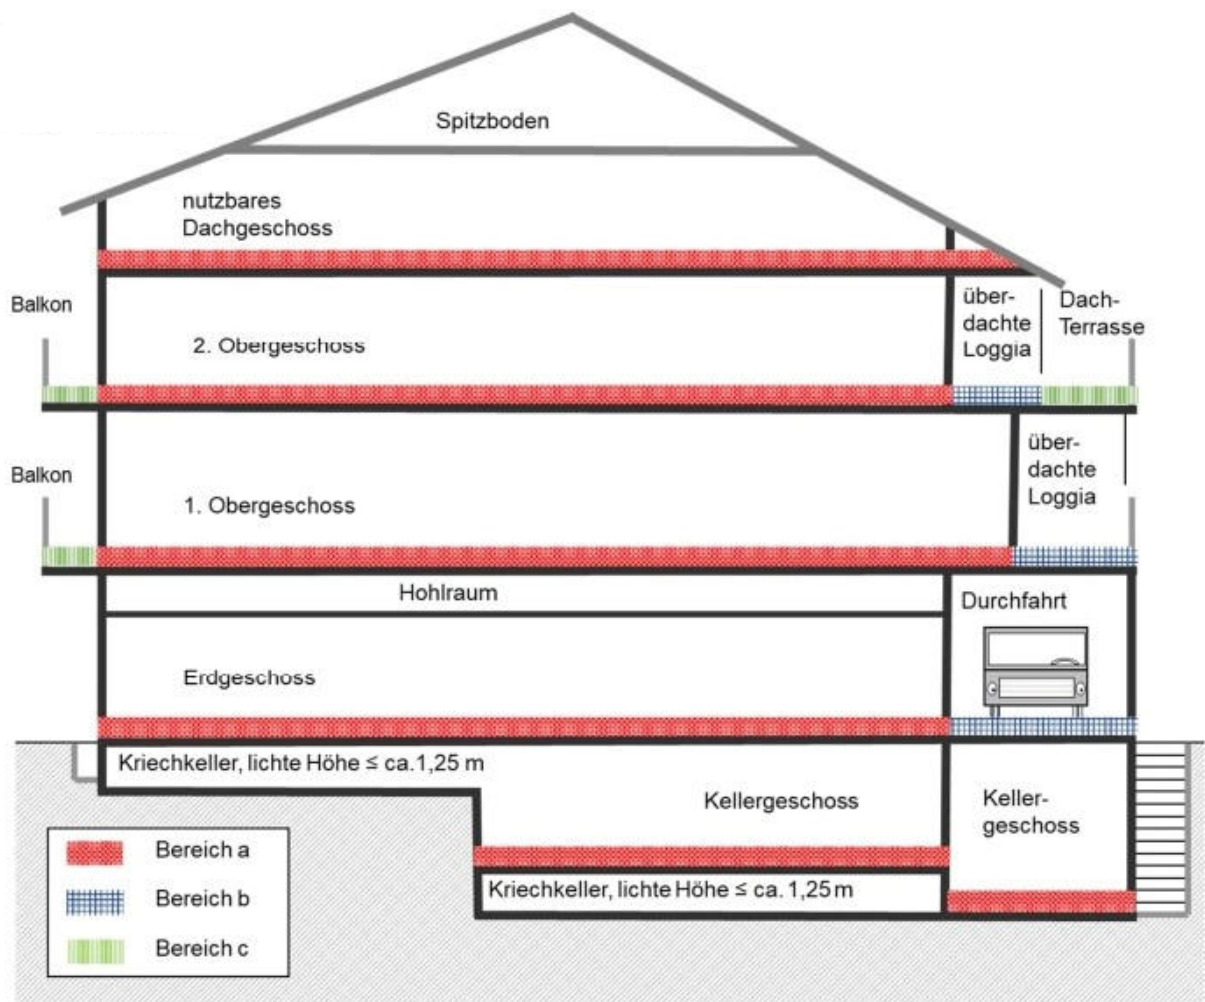 Spitzboden
nutzbares
Dachgeschoss
Balkon
2. Obergeschoss
über-
dachte
Loggia
Dach-
Terrasse
Balkon
1. Obergeschoss
über-
dachte
Loggia
Hohlraum
Durchfahrt
Erdgeschoss
Kriechkeller, lichte Höhe ≤ ca.1,25 m
Kellergeschoss
Keller-
geschoss
Kriechkeller, lichte Höhe ≤ ca. 1,25 m
Bereich a
Bereich b
Bereich c